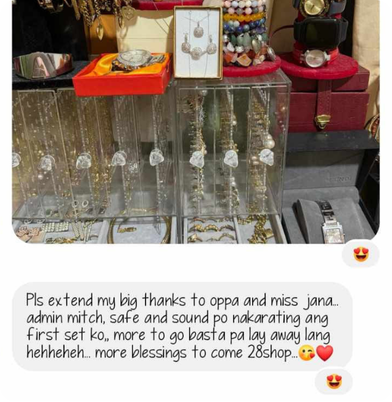 Pls extend my big thanks to oppa and miss jana...
admin mitch, safe and sound po nakarating ang
first set ko,, more to go basta pa lay away lang
hehheheh... more blessings to come 28shop...😘❤️